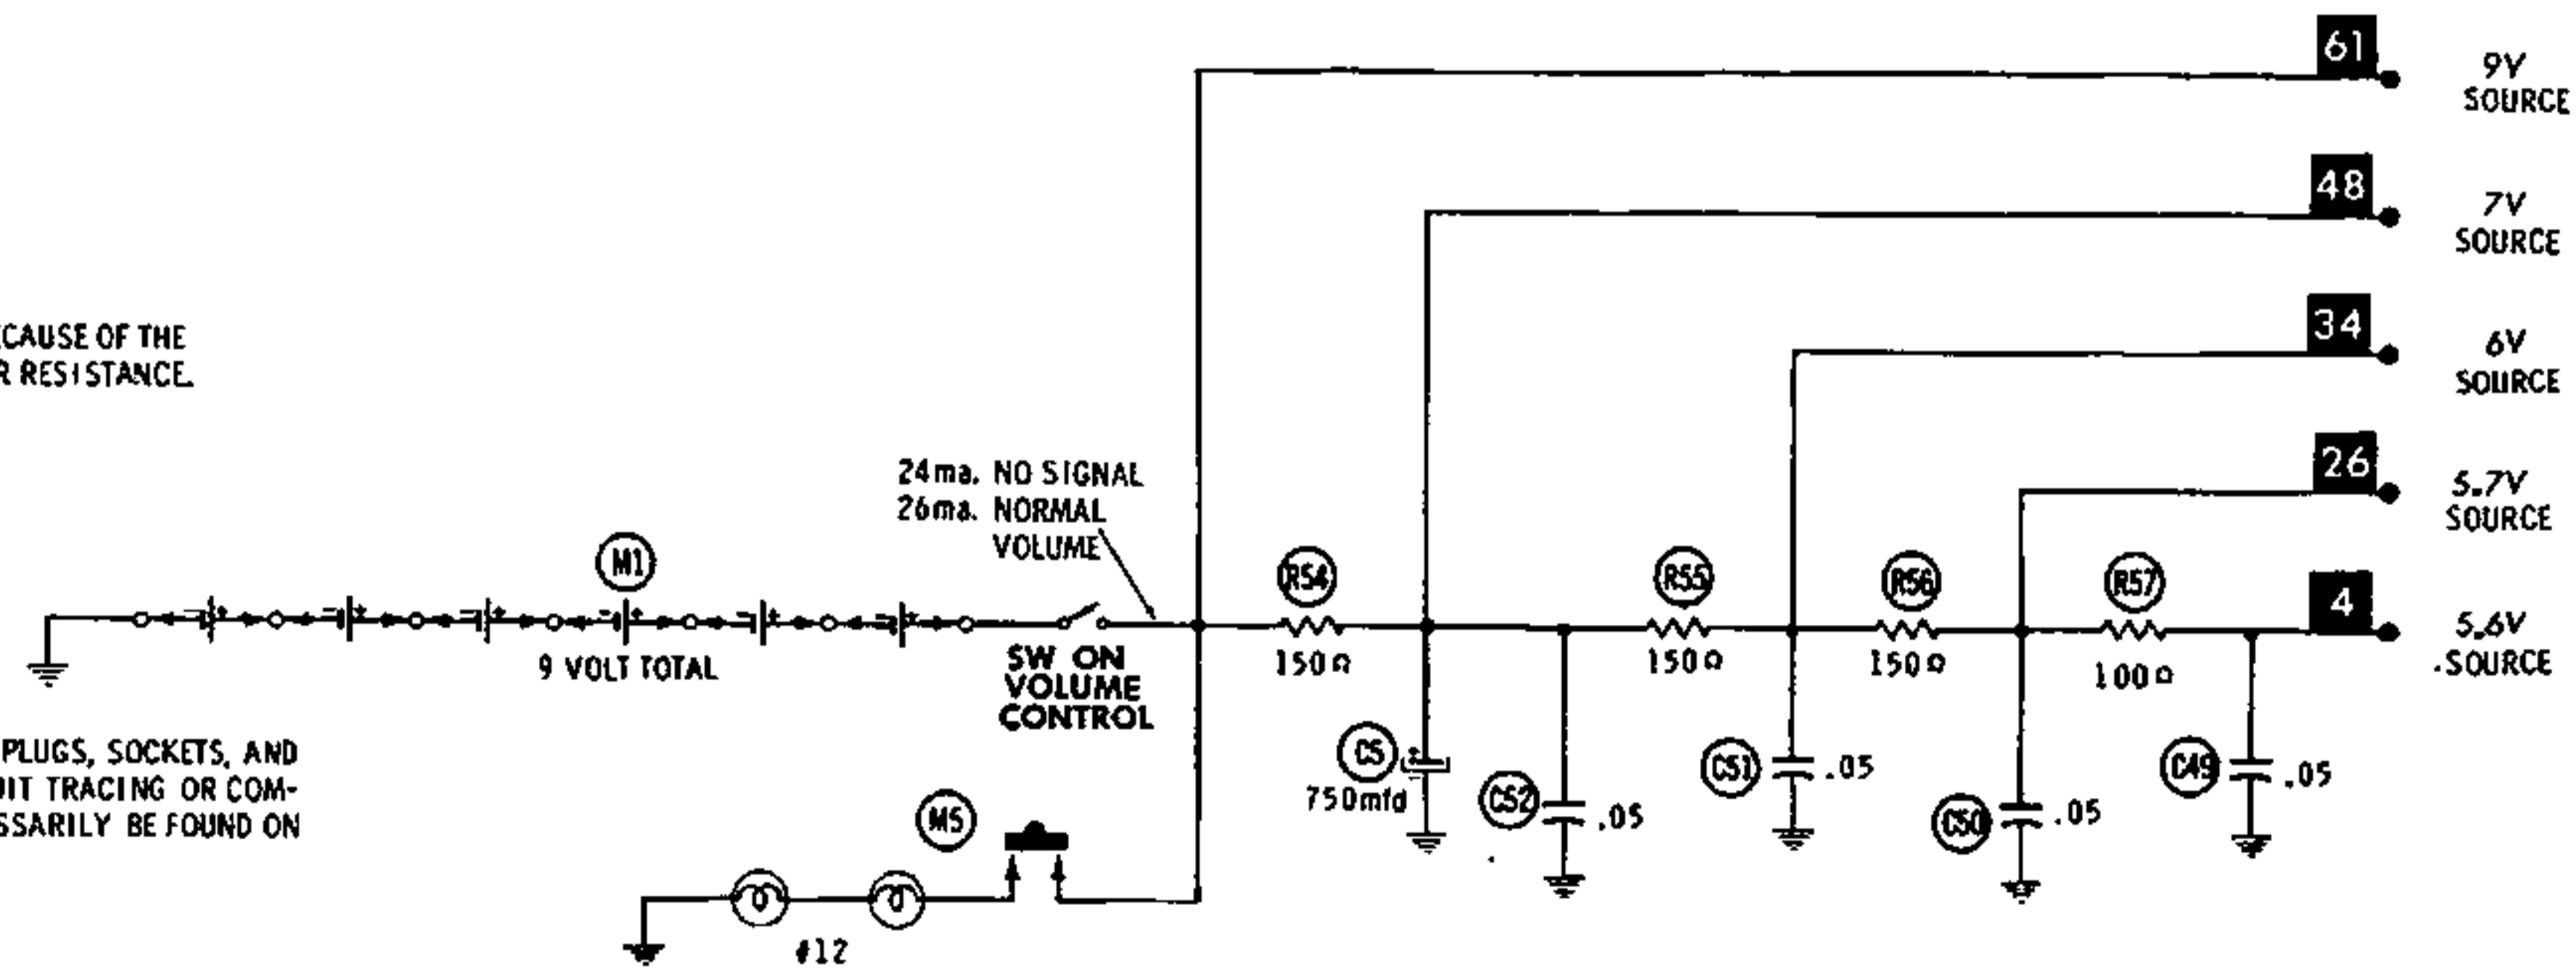 61
9V
SOURCE
48
7V
SOURCE
ECAUSE OF THE
R RESISTANCE.
34
6V
SOURCE
26
5.7V
SOURCE
24ma. NO SIGNAL
26ma. NORMAL
VOLUME
M1
R54
R55
R56
R57
4
5.6V
SOURCE
9 VOLT TOTAL
SW ON
VOLUME
CONTROL
150Ω
150Ω
150Ω
100Ω
PLUGS, SOCKETS, AND
UIT TRACING OR COM-
SSARILY BE FOUND ON
M5
C5
750mfd
C52
.05
C51
.05
C50
.05
C49
.05
#12